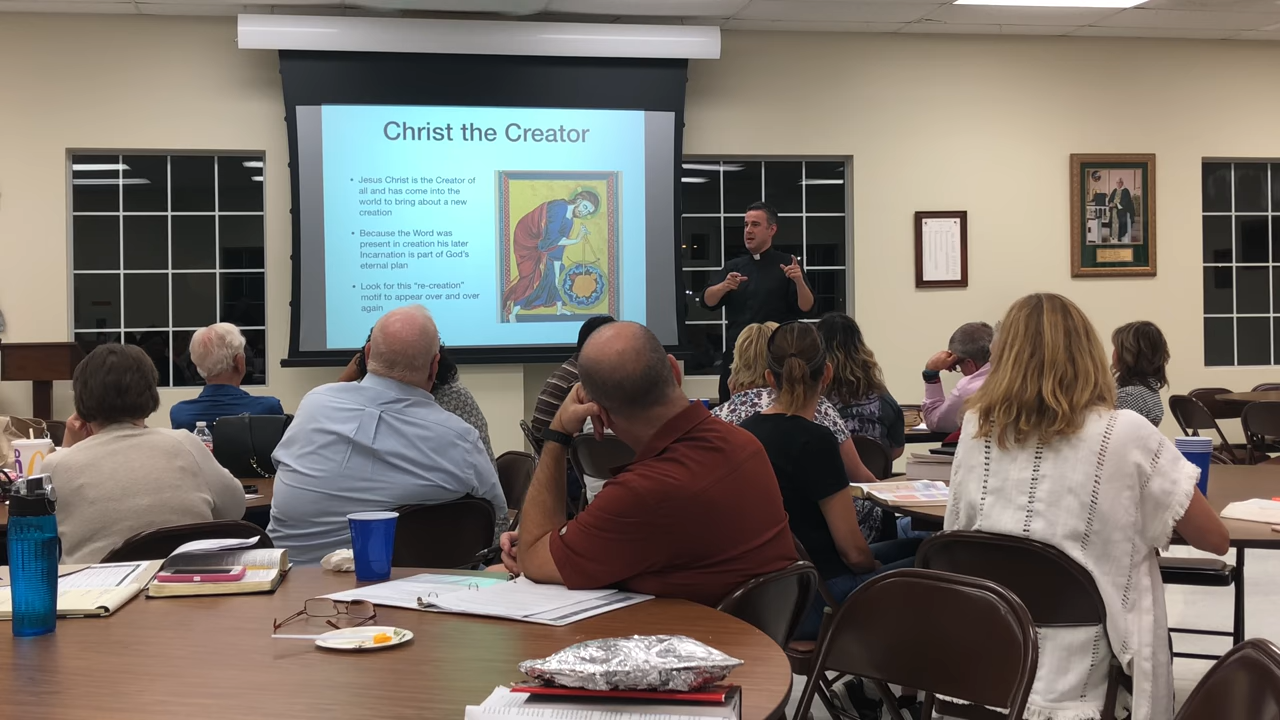 Christ the Creator
• Jesus Christ is the Creator of
all and has come into the
world to bring about a new
creation
• Because the Word was
present in creation his later
Incarnation is part of God's
eternal plan
• Look for this "re-creation"
motif to appear over and over
again